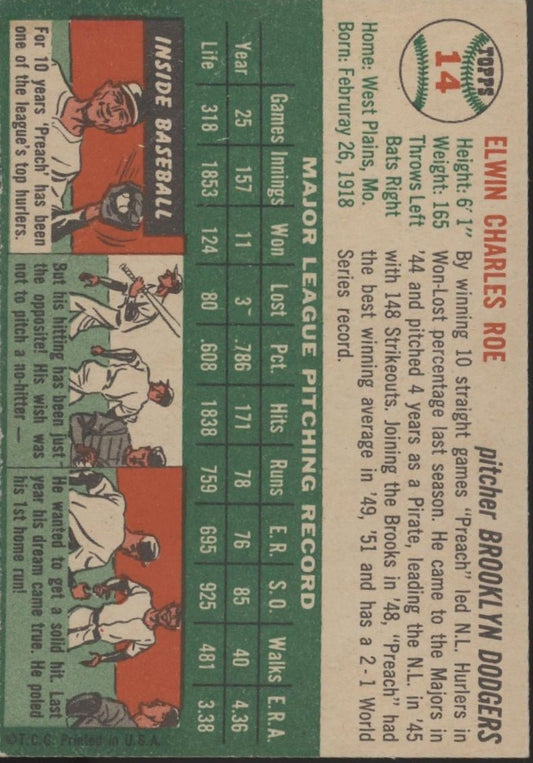 TOPPS
14
ELWIN CHARLES ROE
pitcher BROOKLYN DODGERS
Height: 6' 1"
Weight: 165
Throws Left
Bats Right
Home: West Plains, Mo.
Born: Februray 26, 1918
By winning 10 straight games "Preach" led N.L. Hurlers in
Won-Lost percentage last season. He came to the Majors in
'44 and pitched 4 years as a Pirate, leading the N.L. in '45
with 148 Strikeouts. Joining the Brooks in '48, "Preach" had
the best winning average in '49, '51 and has a 2-1 World
Series record.
MAJOR LEAGUE PITCHING RECORD
Games Innings Won Lost Pct. Hits Runs E.R. S.O. Walks E.R.A.
Year 25 157 11 3 .786 171 78 76 85 40 4.36
Life 318 1853 124 80 .608 1838 759 695 925 481 3.38
INSIDE BASEBALL
For 10 years 'Preach' has been
one of the league's top hurlers.
But his hitting has been just
the opposite! His wish was
not to pitch a no-hitter —
He wanted to get a solid hit. Last
year his dream came true. He poled
his 1st home run!
©T.C.G. Printed in U.S.A.